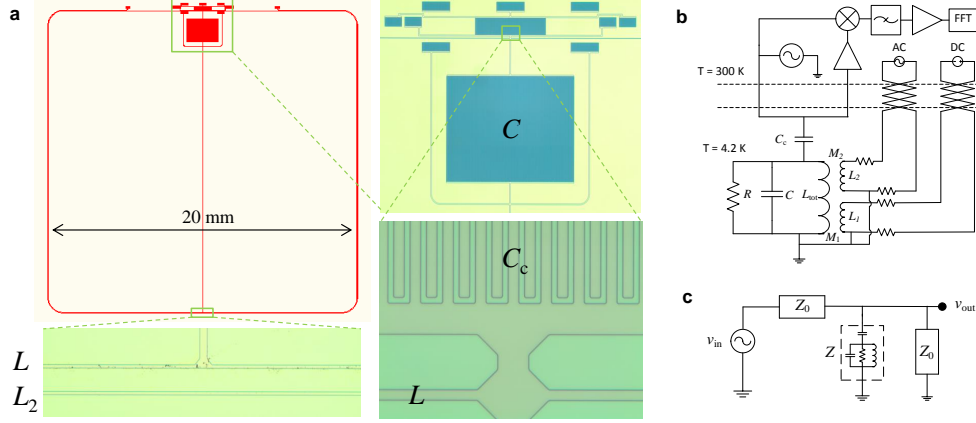 a
20 mm
L
L2
C
Cc
L
b
T = 300 K
AC
DC
FFT
T = 4.2 K
Cc
R
C
Ltot
M2
L2
L1
M1
c
Z0
vin
vout
Z
Z0